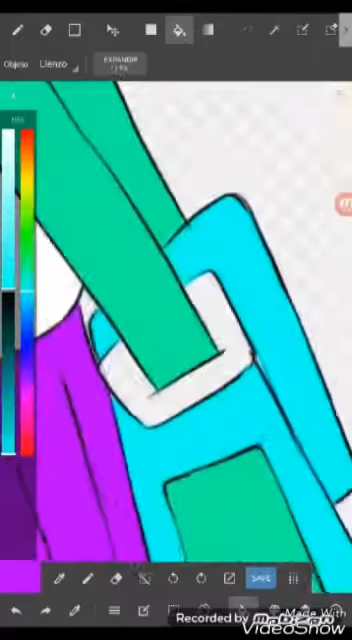 Objeto Lienzo EXPANDIR
SAVE
Recorded by
Made With
VideoShow